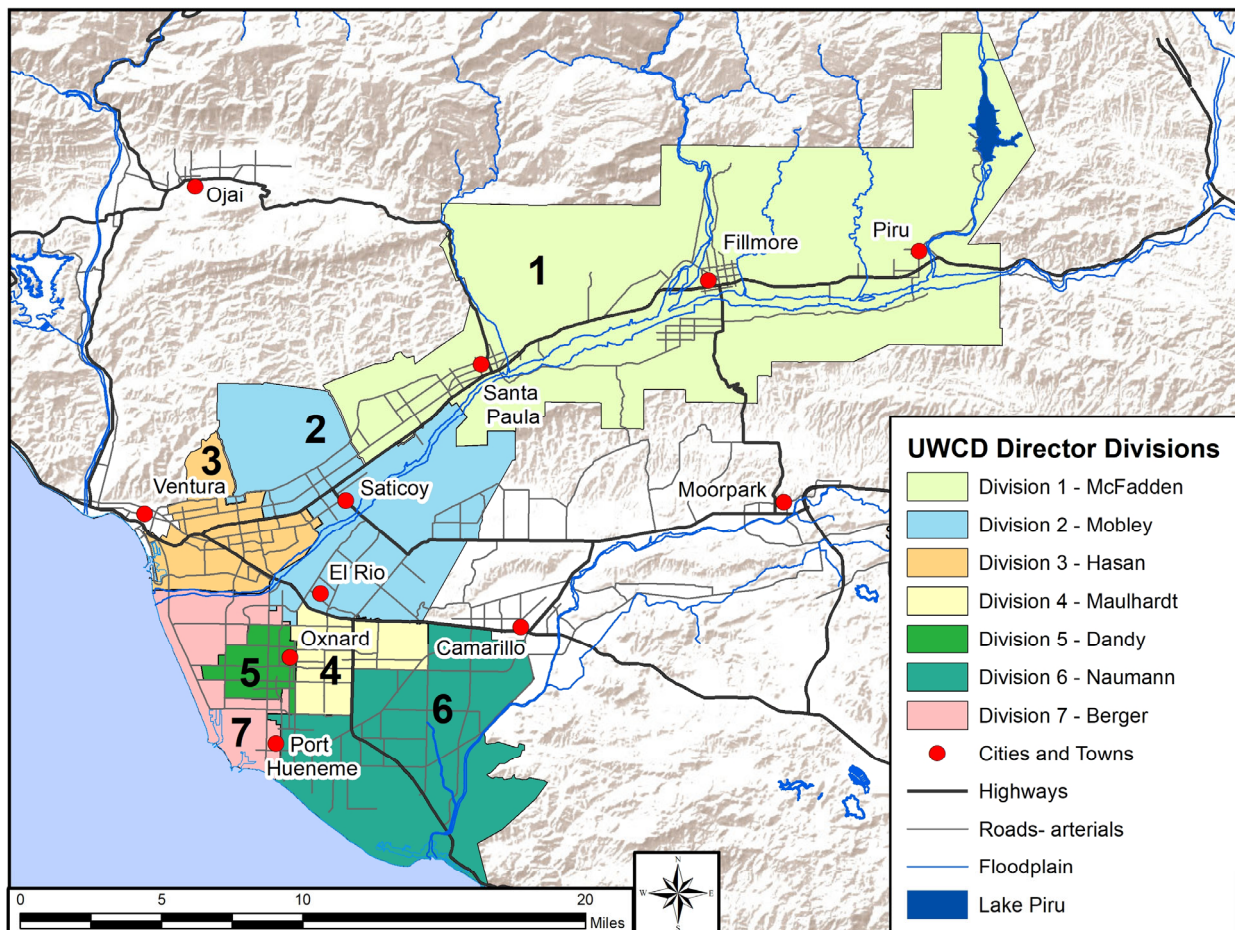 Ojai
1
Fillmore
Piru
Santa
Paula
2
3
Ventura
Saticoy
Moorpark
El Rio
Oxnard
Camarillo
5
4
6
7
Port
Hueneme
UWCD Director Divisions
Division 1 - McFadden
Division 2 - Mobley
Division 3 - Hasan
Division 4 - Maulhardt
Division 5 - Dandy
Division 6 - Naumann
Division 7 - Berger
Cities and Towns
Highways
Roads- arterials
Floodplain
Lake Piru
0 5 10 20
Miles
N
W E
S